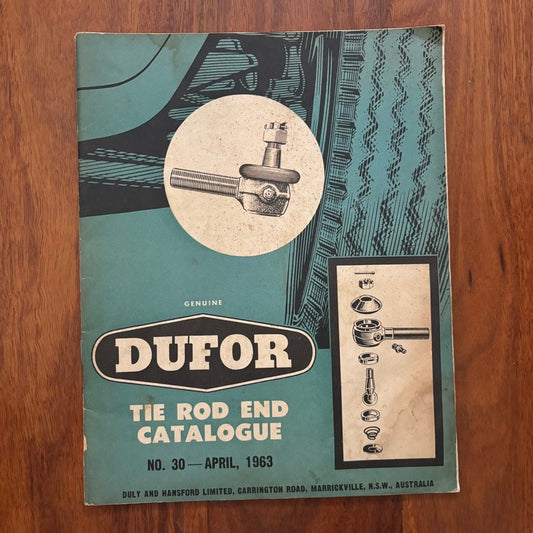 GENUINE
DUFOR
TIE ROD END
CATALOGUE
NO. 30 — APRIL, 1963
DULY AND HANSFORD LIMITED, CARRINGTON ROAD, MARRICKVILLE, N.S.W., AUSTRALIA